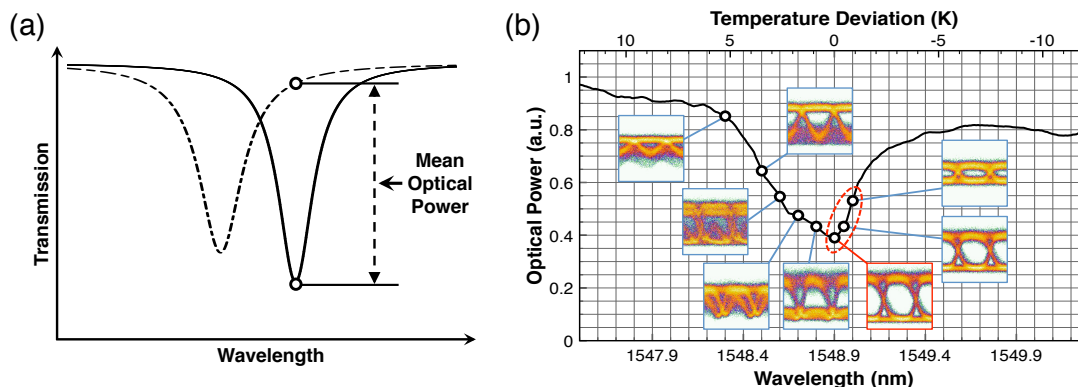 (a)
Transmission
Mean
Optical
Power
Wavelength
(b)
Temperature Deviation (K)
10 5 0 -5 -10
Optical Power (a.u.)
1
0.8
0.6
0.4
0.2
0
1547.9 1548.4 1548.9 1549.4 1549.9
Wavelength (nm)